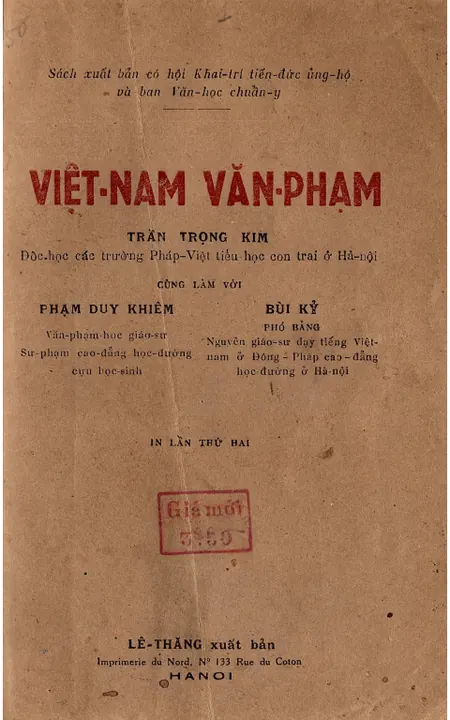 Sách xuất bản có hội Khai-trí tiến-đức ủng-hộ
và ban Văn-học chuẩn-y
VIỆT-NAM VĂN-PHẠM
TRẦN TRỌNG KIM
Đốc-học các trường Pháp-Việt tiểu-học con trai ở Hà-nội
CÙNG LÀM VỚI
PHẠM DUY KHIÊM
Văn-phạm-học giáo-sư
Sư-phạm cao-đẳng học-đường
cựu học-sinh
BÙI KỶ
PHÓ BẢNG
Nguyên giáo-sư dạy tiếng Việt-
nam ở Đông-Pháp cao-đẳng
học-đường ở Hà-nội
IN LẦN THỨ HAI
Giá mới
LÊ-THĂNG xuất bản
Imprimerie du Nord, Nº 133 Rue du Coton
HANOI